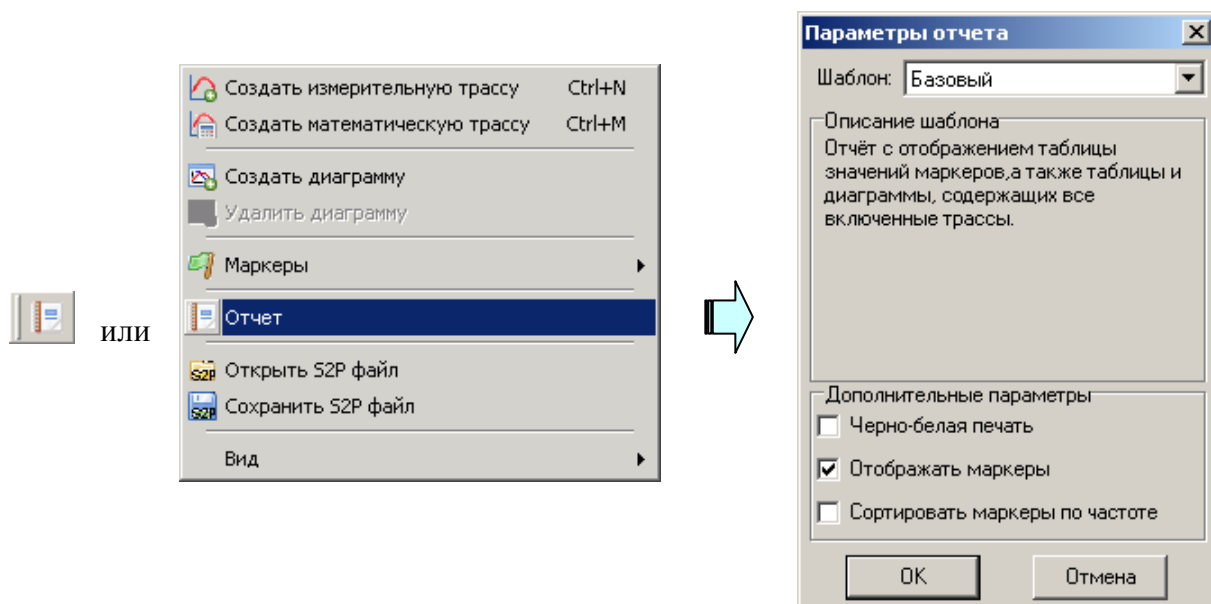 или
Создать измерительную трассу Ctrl+N
Создать математическую трассу Ctrl+M
Создать диаграмму
Удалить диаграмму
Маркеры
Отчет
S2P Открыть S2P файл
S2P Сохранить S2P файл
Вид
Параметры отчета
Шаблон: Базовый
Описание шаблона
Отчёт с отображением таблицы
значений маркеров,а также таблицы и
диаграммы, содержащих все
включенные трассы.
Дополнительные параметры
Черно-белая печать
Отображать маркеры
Сортировать маркеры по частоте
OK Отмена